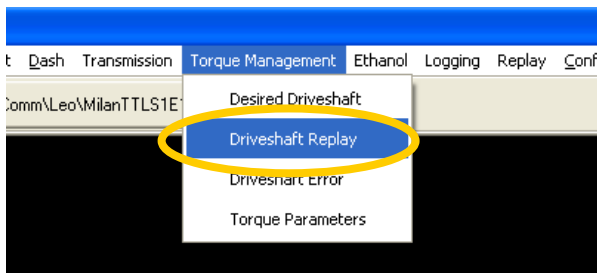 t Dash Transmission Torque Management Ethanol Logging Replay Conf
Comm\Leo\MilanTTLS1E
Desired Driveshaft
Driveshaft Replay
Driveshaft Error
Torque Parameters